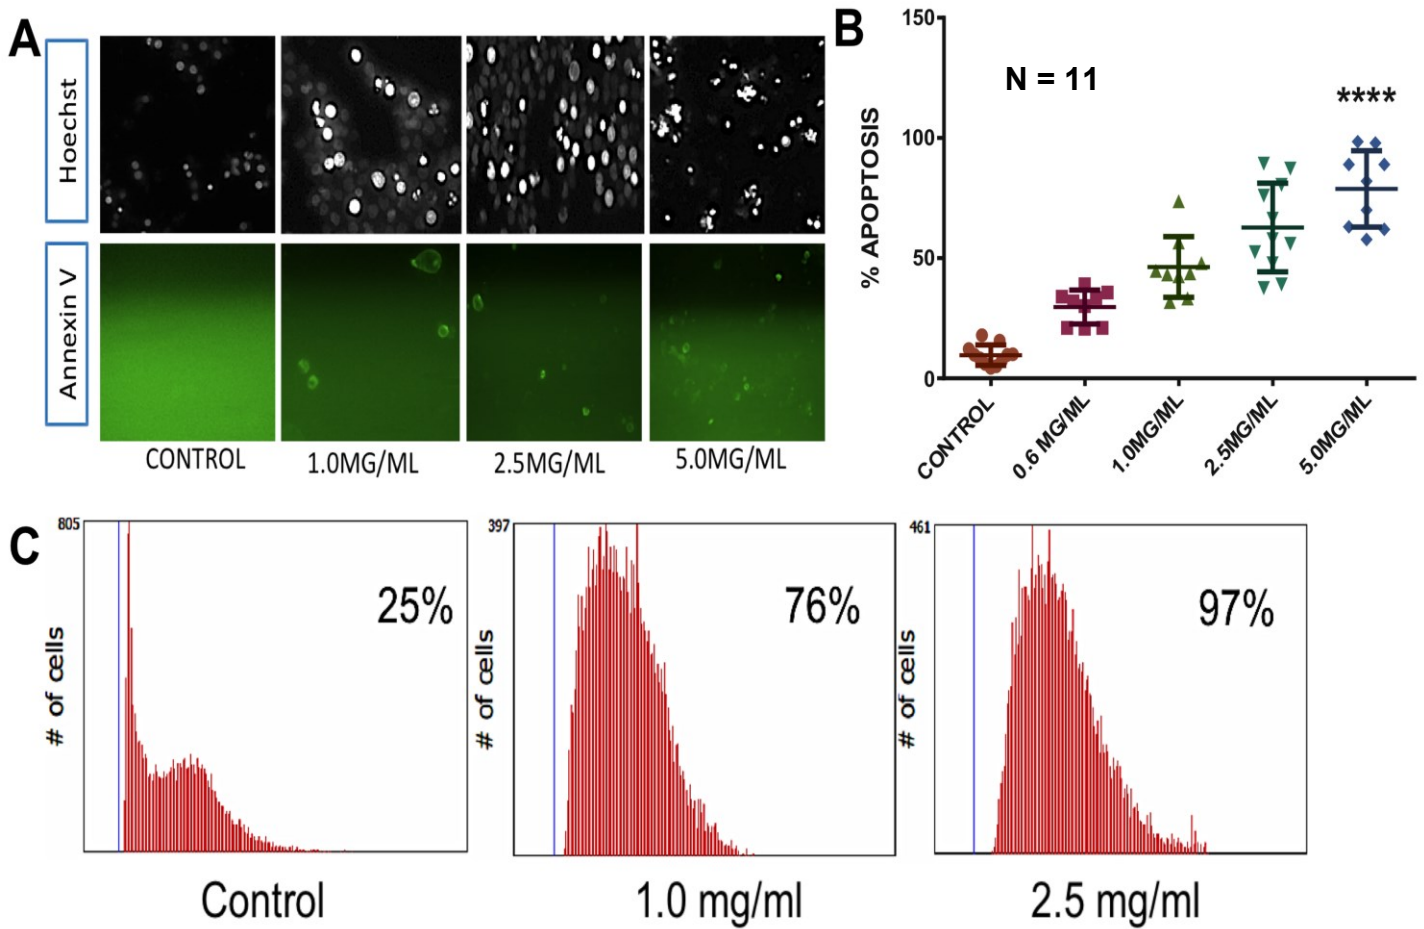 A
Hoechst
Annexin V
CONTROL
1.0MG/ML
2.5MG/ML
5.0MG/ML
B
% APOPTOSIS
150
100
50
0
N = 11
****
CONTROL
0.6 MG/ML
1.0MG/ML
2.5MG/ML
5.0MG/ML
C
805
# of cells
25%
Control
397
# of cells
76%
1.0 mg/ml
461
# of cells
97%
2.5 mg/ml